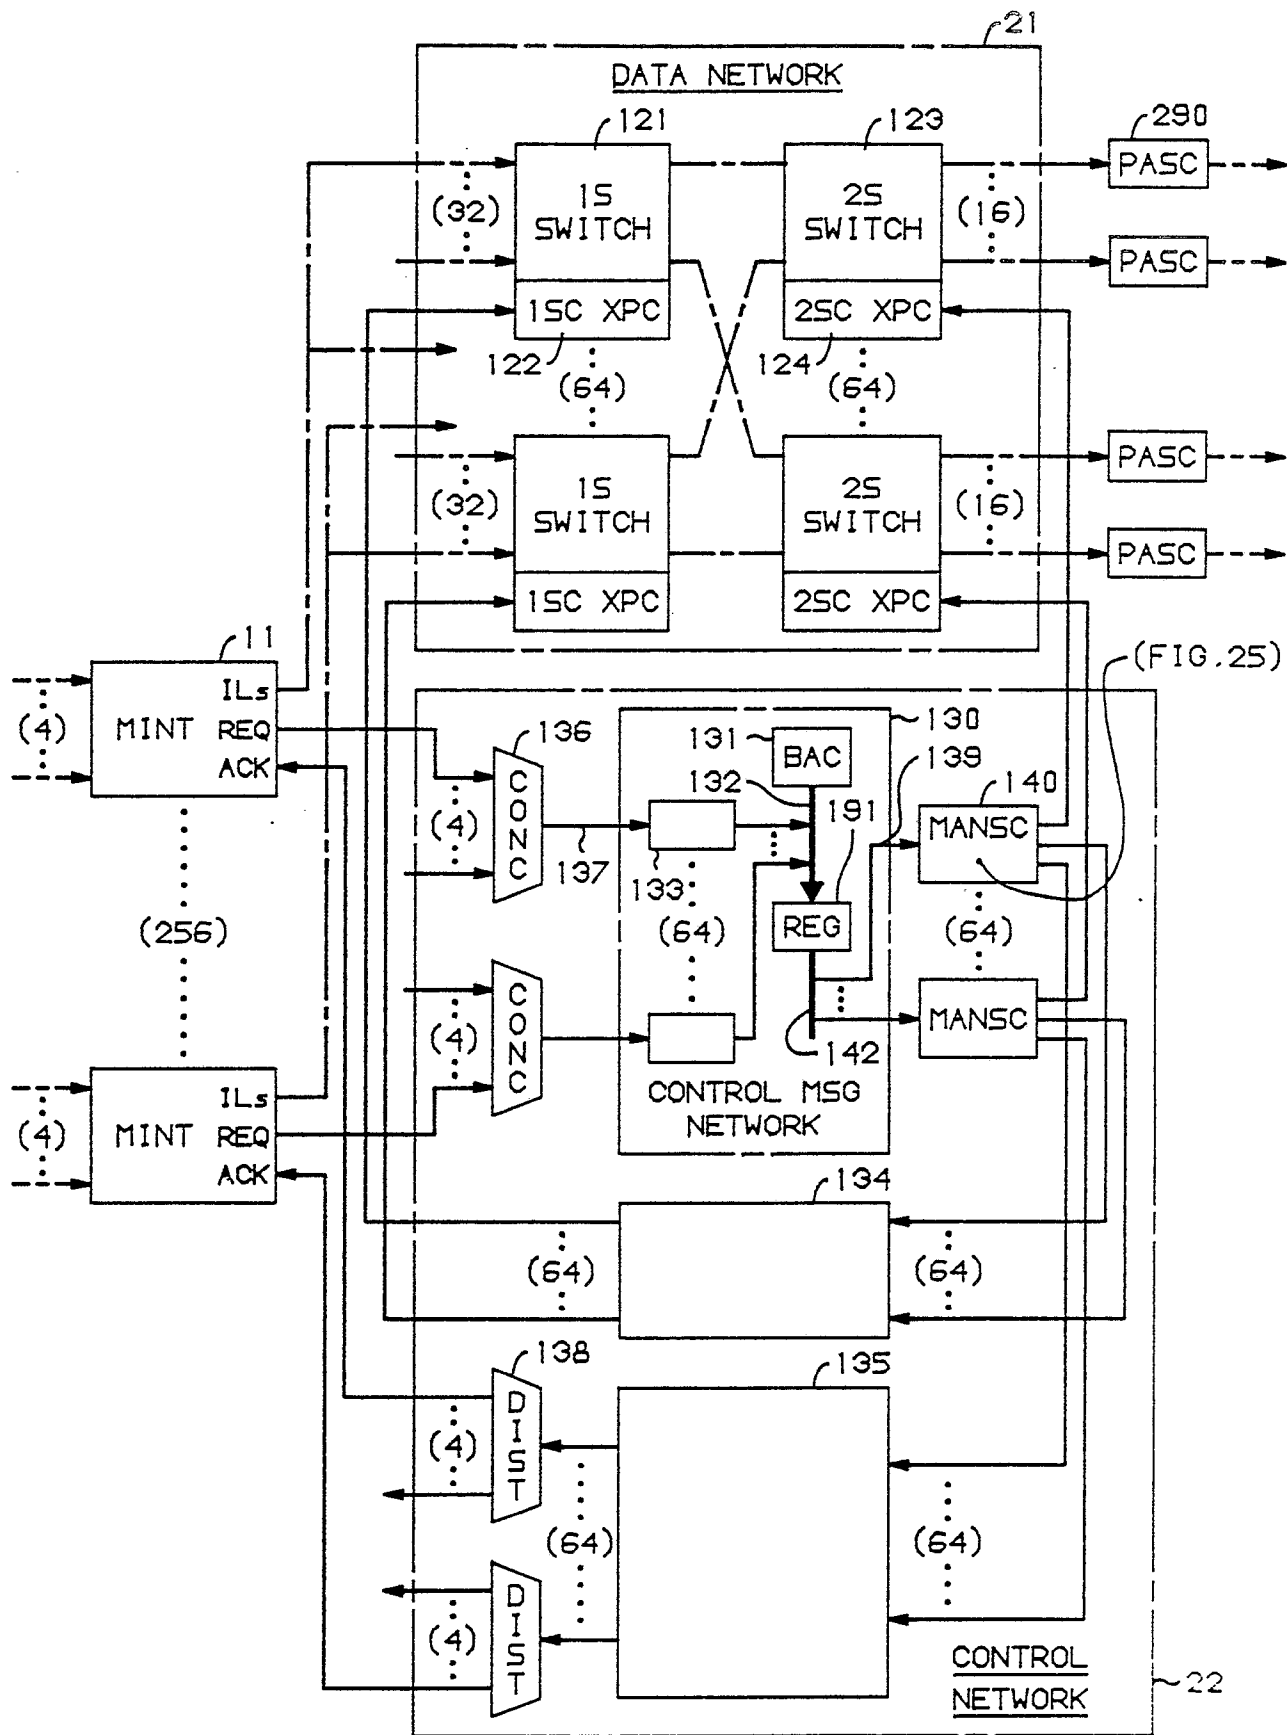 21
DATA NETWORK
121
123
290
1S
SWITCH
2S
SWITCH
PASC
(32)
(16)
PASC
1SC XPC
2SC XPC
122
124
(64)
(64)
1S
SWITCH
2S
SWITCH
PASC
(32)
(16)
PASC
1SC XPC
2SC XPC
11
(FIG.25)
ILs
MINT REQ
ACK
(4)
136
CONC
(4)
137
130
131
BAC
132
139
191
133
REG
140
MANSC
(256)
(64)
(64)
CONC
(4)
MANSC
142
CONTROL MSG
NETWORK
ILs
MINT REQ
ACK
(4)
134
(64)
(64)
138
135
DIST
(4)
(64)
(64)
DIST
(4)
CONTROL
NETWORK
22